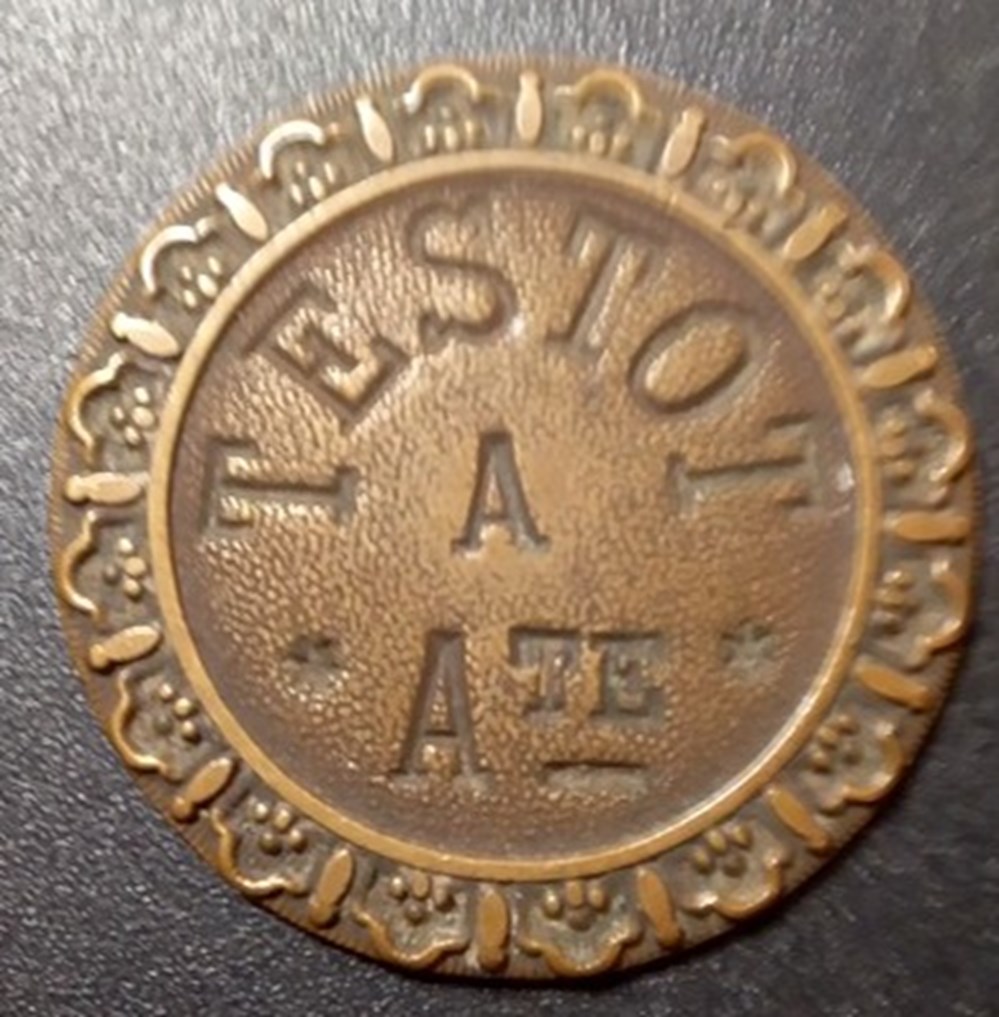 TESTOT
A
* ATE *